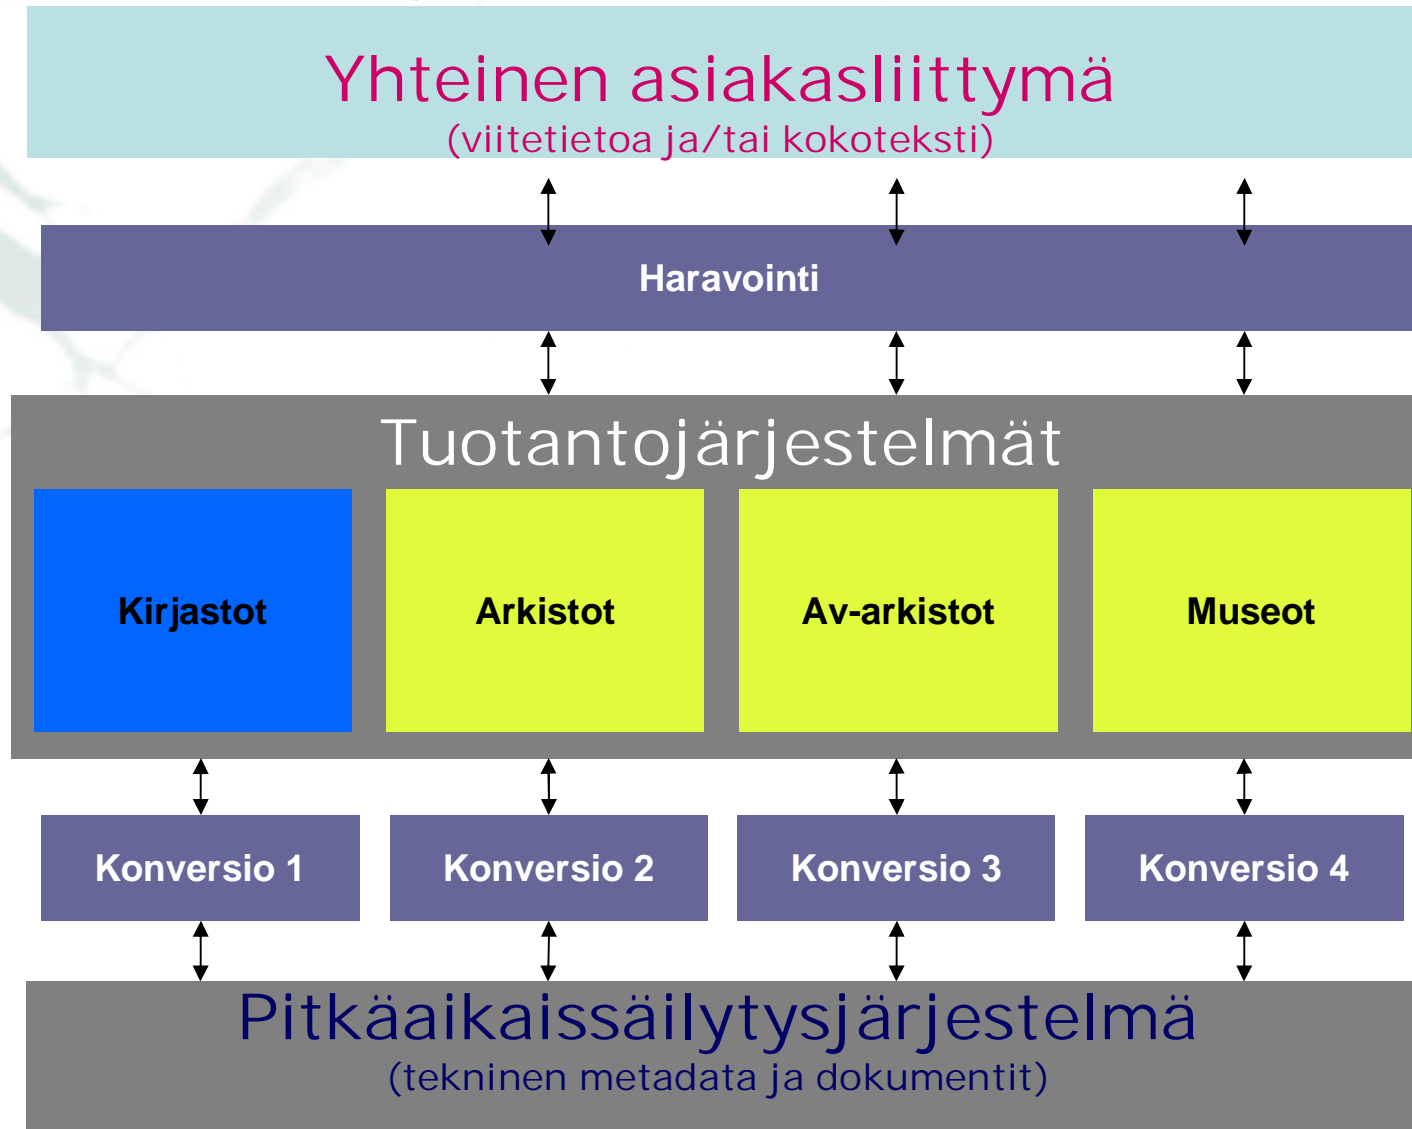 Yhteinen asiakasliittymä
(viitetietoa ja/tai kokoteksti)
Haravointi
Tuotantojärjestelmät
Kirjastot
Arkistot
Av-arkistot
Museot
Konversio 1
Konversio 2
Konversio 3
Konversio 4
Pitkäaikaissäilytysjärjestelmä
(tekninen metadata ja dokumentit)